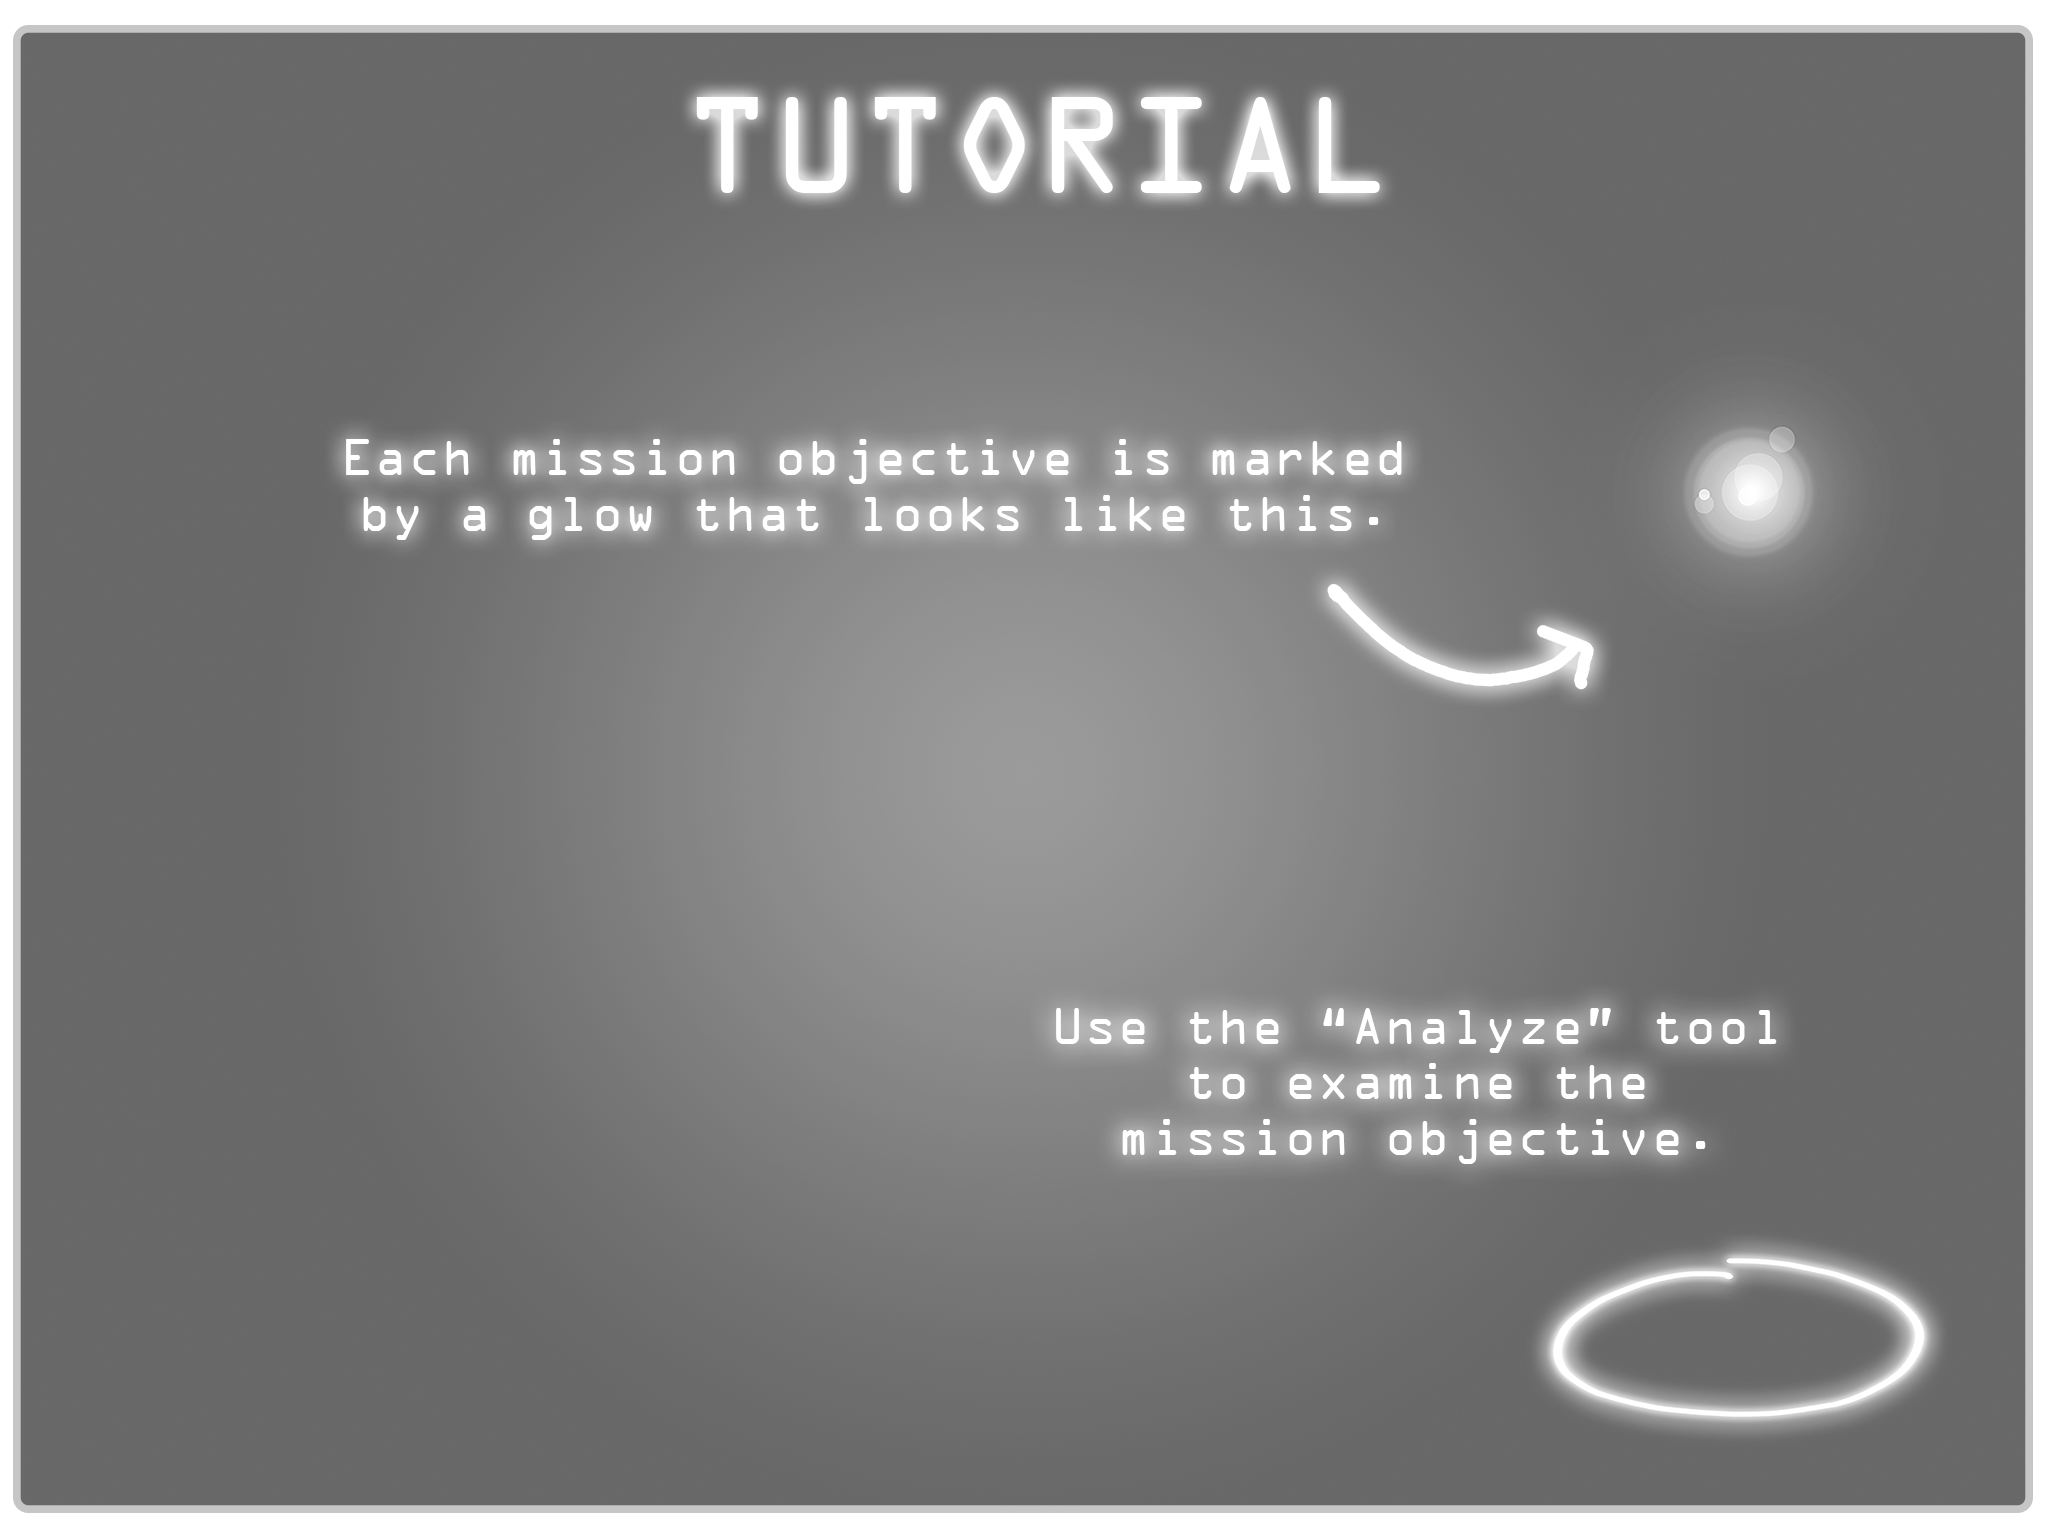 TUTORIAL
Each mission objective is marked
by a glow that looks like this.
Use the “Analyze” tool
to examine the
mission objective.